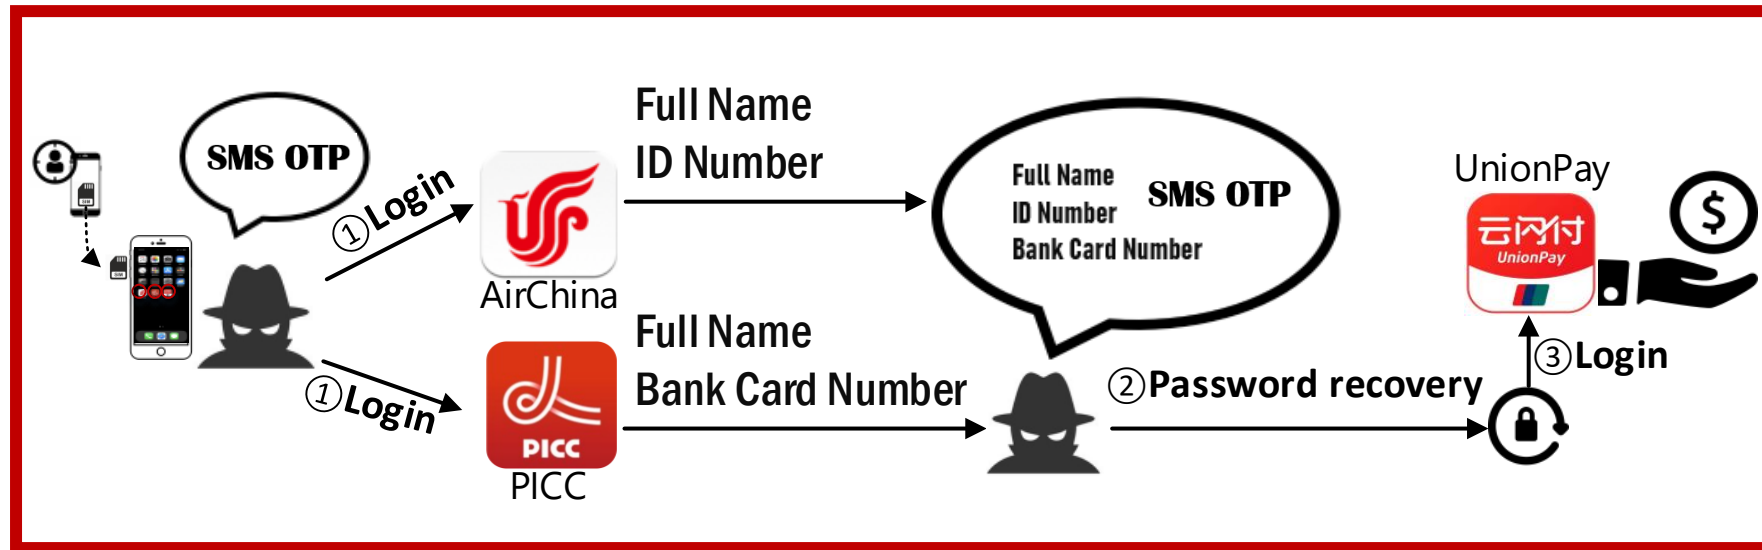 SMS OTP
①Login
AirChina
Full Name
ID Number
①Login
PICC
PICC
Full Name
Bank Card Number
Full Name
ID Number
Bank Card Number
SMS OTP
②Password recovery
③Login
UnionPay
云闪付
UnionPay
$